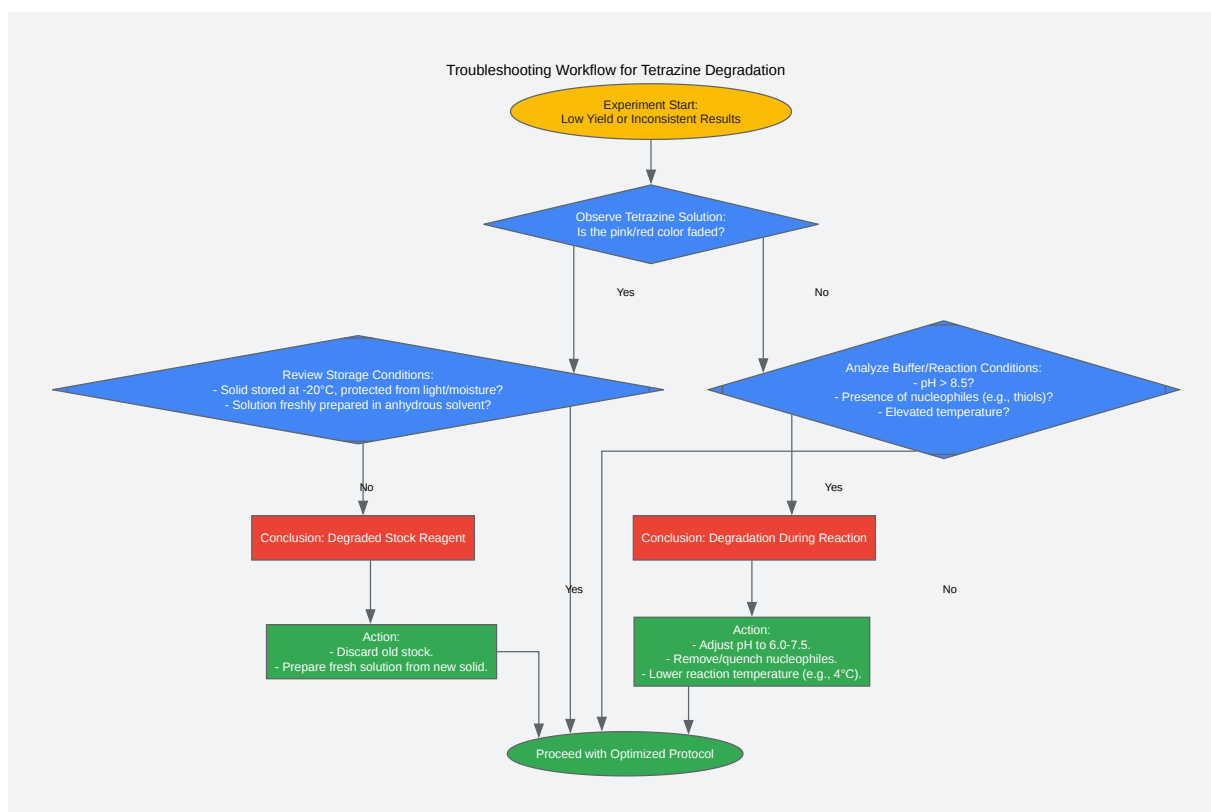 Troubleshooting Workflow for Tetrazine Degradation
Experiment Start:
Low Yield or Inconsistent Results
Observe Tetrazine Solution:
Is the pink/red color faded?
Yes
No
Review Storage Conditions:
- Solid stored at -20°C, protected from light/moisture?
- Solution freshly prepared in anhydrous solvent?
Analyze Buffer/Reaction Conditions:
- pH > 8.5?
- Presence of nucleophiles (e.g., thiols)?
- Elevated temperature?
No
Yes
Conclusion: Degraded Stock Reagent
Conclusion: Degradation During Reaction
Yes
No
Action:
- Discard old stock.
- Prepare fresh solution from new solid.
Action:
- Adjust pH to 6.0-7.5.
- Remove/quench nucleophiles.
- Lower reaction temperature (e.g., 4°C).
Proceed with Optimized Protocol